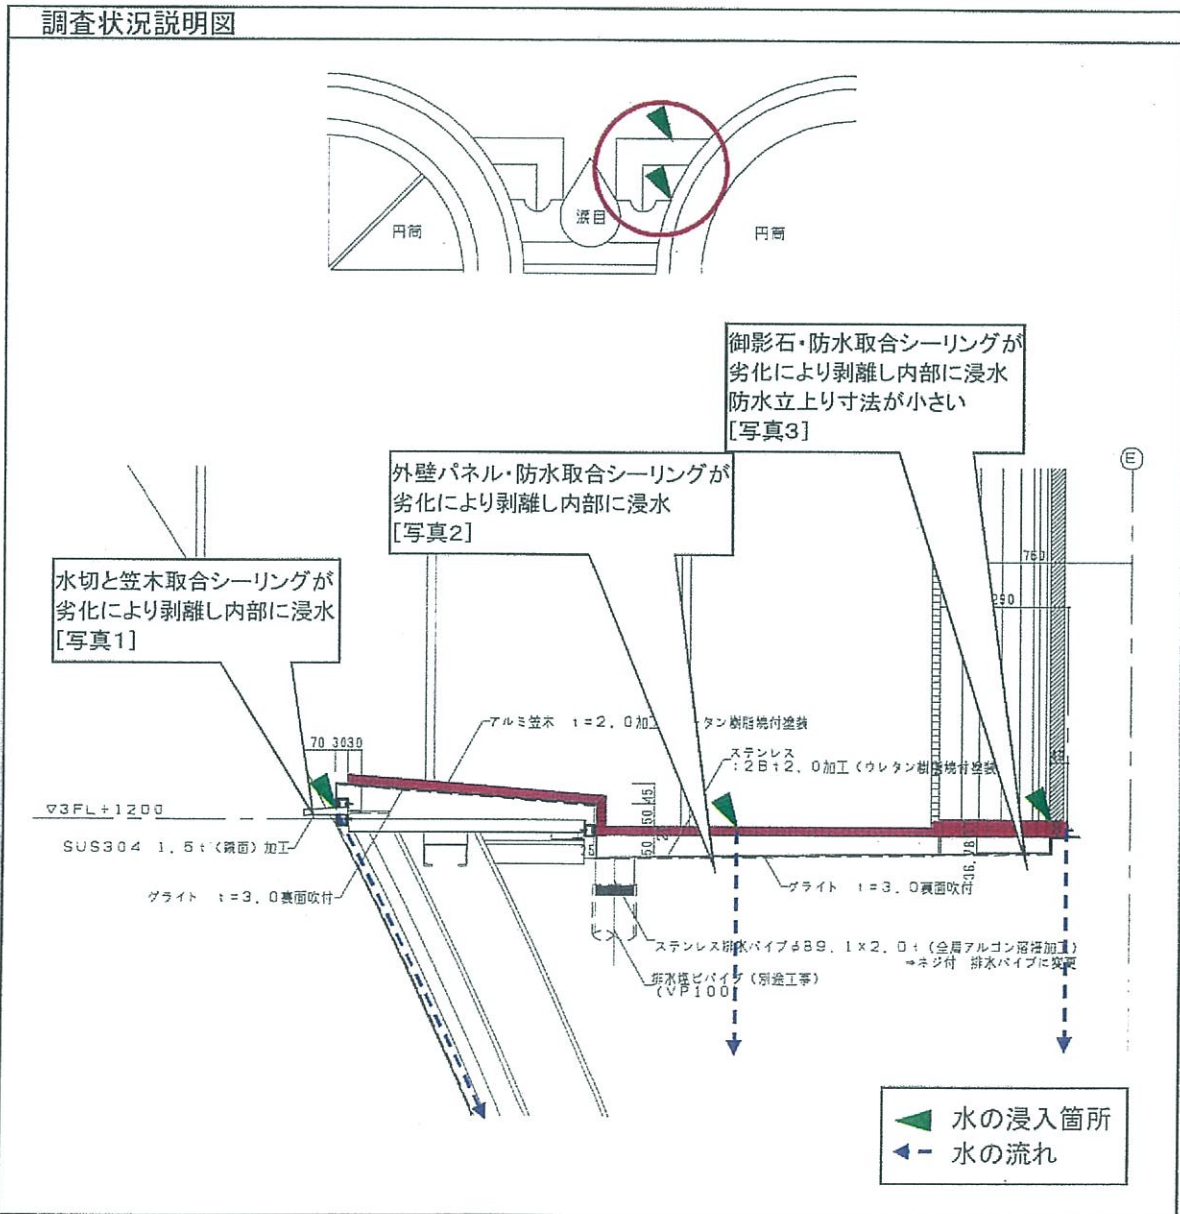 調査状況説明図
円筒
涙目
円筒
御影石・防水取合シーリングが
劣化により剥離し内部に浸水
防水立上り寸法が小さい
[写真3]
E
外壁パネル・防水取合シーリングが
劣化により剥離し内部に浸水
[写真2]
水切と笠木取合シーリングが
劣化により剥離し内部に浸水
[写真1]
760
290
アルミ笠木 t=2.0加工
タン樹脂焼付塗装
ステンレス
:2Bt2.0加工(ウレタン樹脂焼付塗装
70 3030
▽3FL+1200
SUS304 1.5t(鏡面)加工
45
50
50
25
36.78
グライト t=3.0裏面吹付
グライト t=3.0裏面吹付
ステンレス排水パイプφ89.1×2.0t(全周アルゴン溶接加工)
⇒ネジ付 排水パイプに変更
排水塩ビパイプ(別途工事)
(VP100)
水の浸入箇所
水の流れ